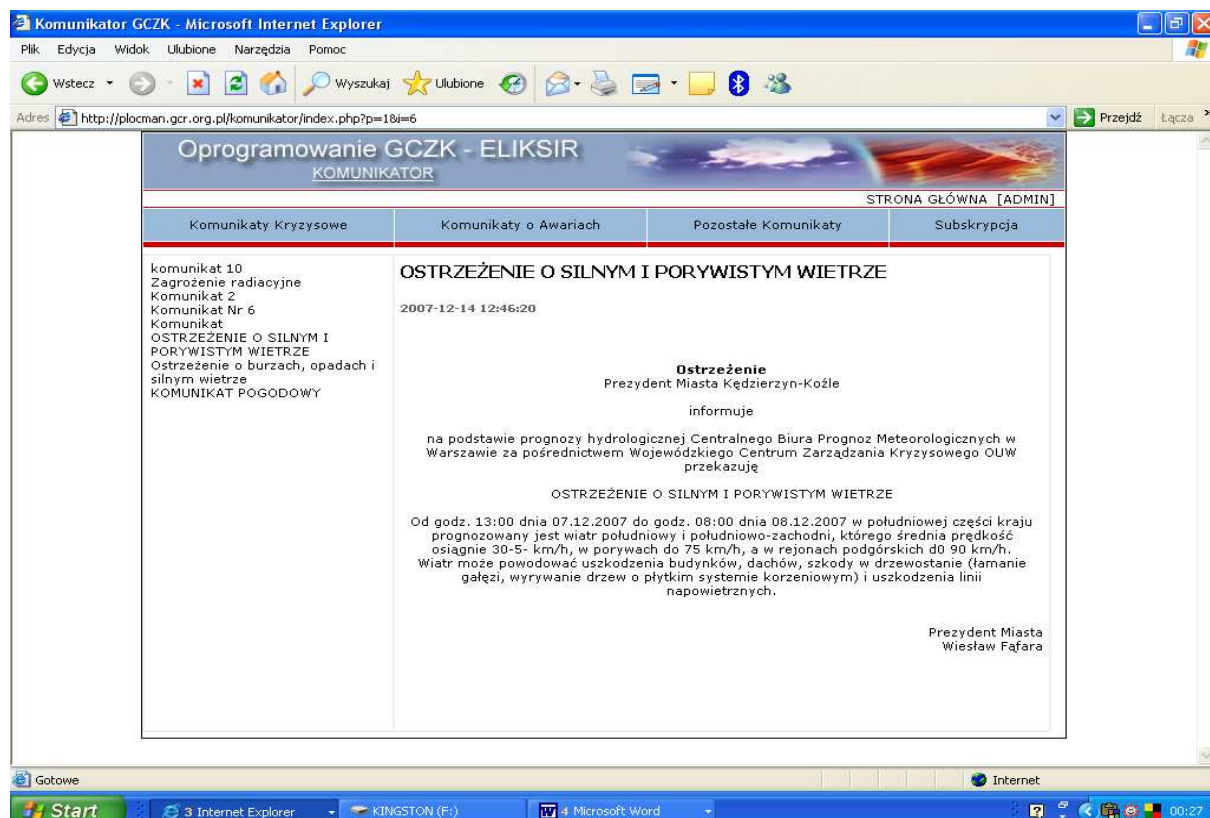 Komunikator GCZK - Microsoft Internet Explorer
Plik Edycja Widok Ulubione Narzędzia Pomoc
Wstecz Wyszukaj Ulubione
Adres http://plocman.gcr.org.pl/komunikator/index.php?p=1&i=6 Przejdź Łącza
Oprogramowanie GCZK - ELIKSIR
KOMUNIKATOR
STRONA GŁÓWNA [ADMIN]
Komunikaty Kryzysowe Komunikaty o Awariach Pozostałe Komunikaty Subskrypcja
komunikat 10
Zagrożenie radiacyjne
Komunikat 2
Komunikat Nr 6
Komunikat
OSTRZEŻENIE O SILNYM I
PORYWISTYM WIETRZE
Ostrzeżenie o burzach, opadach i
silnym wietrze
KOMUNIKAT POGODOWY
OSTRZEŻENIE O SILNYM I PORYWISTYM WIETRZE
2007-12-14 12:46:20
Ostrzeżenie
Prezydent Miasta Kędzierzyn-Koźle
informuje
na podstawie prognozy hydrologicznej Centralnego Biura Prognoz Meteorologicznych w
Warszawie za pośrednictwem Wojewódzkiego Centrum Zarządzania Kryzysowego OUW
przekazuję
OSTRZEŻENIE O SILNYM I PORYWISTYM WIETRZE
Od godz. 13:00 dnia 07.12.2007 do godz. 08:00 dnia 08.12.2007 w południowej części kraju
prognozowany jest wiatr południowy i południowo-zachodni, którego średnia prędkość
osiągnie 30-5- km/h, w porywach do 75 km/h, a w rejonach podgórskich d0 90 km/h.
Wiatr może powodować uszkodzenia budynków, dachów, szkody w drzewostanie (łamanie
gałęzi, wyrywanie drzew o płytkim systemie korzeniowym) i uszkodzenia linii
napowietrznych.
Prezydent Miasta
Wiesław Fąfara
Gotowe Internet
Start 3 Internet Explorer KINGSTON (F:) 4 Microsoft Word 00:27